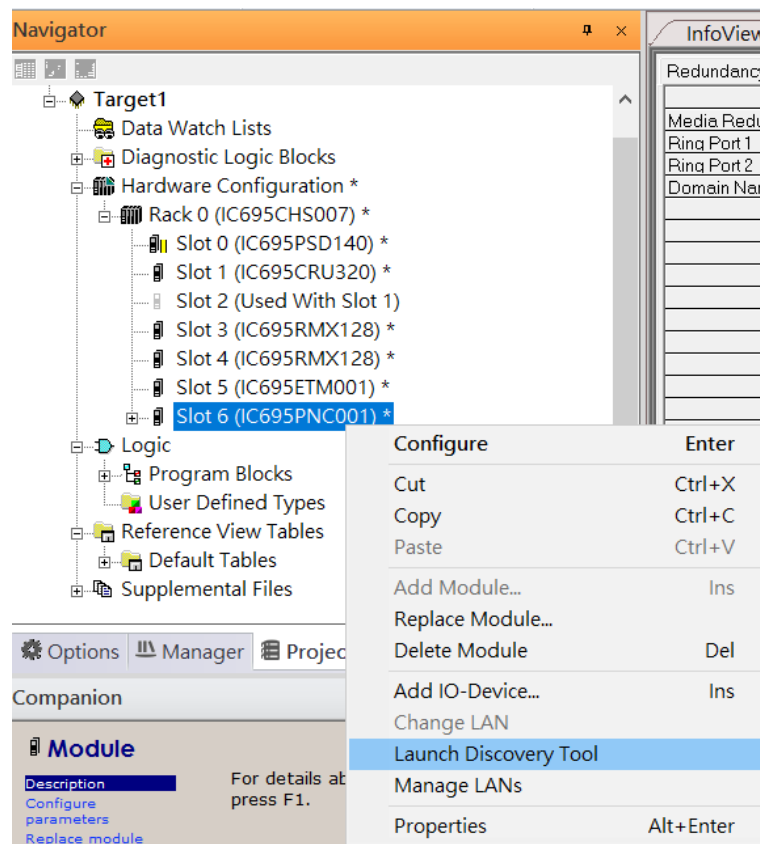 Navigator
InfoView
Target1
Data Watch Lists
Diagnostic Logic Blocks
Hardware Configuration *
Rack 0 (IC695CHS007) *
Slot 0 (IC695PSD140) *
Slot 1 (IC695CRU320) *
Slot 2 (Used With Slot 1)
Slot 3 (IC695RMX128) *
Slot 4 (IC695RMX128) *
Slot 5 (IC695ETM001) *
Slot 6 (IC695PNC001) *
Logic
Program Blocks
User Defined Types
Reference View Tables
Default Tables
Supplemental Files
Redundancy
Media Redu
Ring Port 1
Ring Port 2
Domain Nar
Configure Enter
Cut Ctrl+X
Copy Ctrl+C
Paste Ctrl+V
Add Module... Ins
Replace Module...
Delete Module Del
Add IO-Device... Ins
Change LAN
Launch Discovery Tool
Manage LANs
Properties Alt+Enter
Options Manager Projec
Companion
Module
Description
Configure
parameters
Replace module
For details ab
press F1.